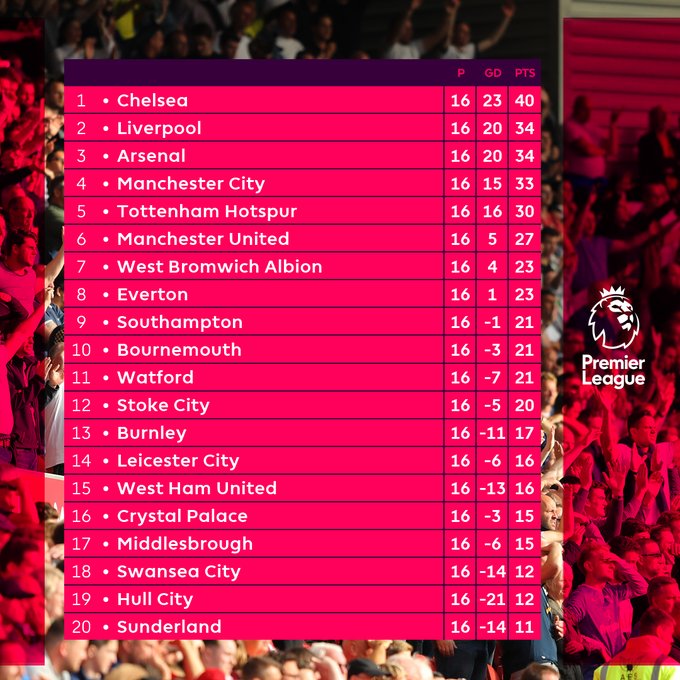 P GD PTS
1 • Chelsea 16 23 40
2 • Liverpool 16 20 34
3 • Arsenal 16 20 34
4 • Manchester City 16 15 33
5 • Tottenham Hotspur 16 16 30
6 • Manchester United 16 5 27
7 • West Bromwich Albion 16 4 23
8 • Everton 16 1 23
9 • Southampton 16 -1 21
10 • Bournemouth 16 -3 21
11 • Watford 16 -7 21
12 • Stoke City 16 -5 20
13 • Burnley 16 -11 17
14 • Leicester City 16 -6 16
15 • West Ham United 16 -13 16
16 • Crystal Palace 16 -3 15
17 • Middlesbrough 16 -6 15
18 • Swansea City 16 -14 12
19 • Hull City 16 -21 12
20 • Sunderland 16 -14 11
Premier
League